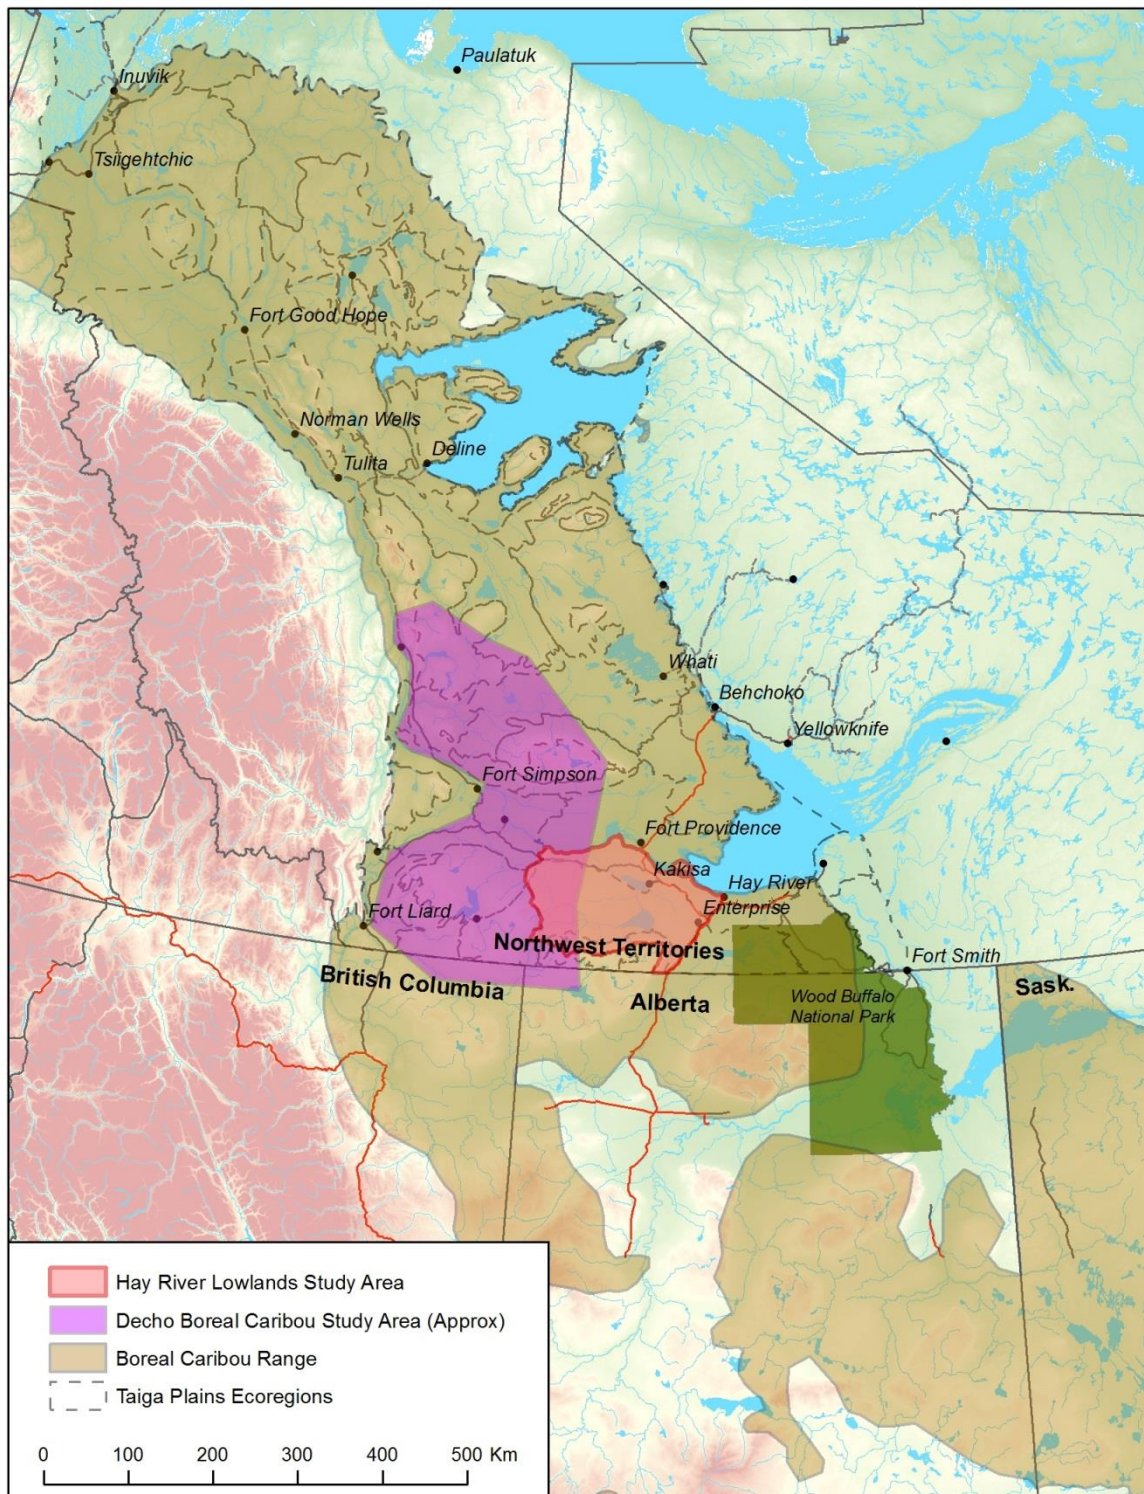 Paulatuk
Inuvik
Tsiigehtchic
Fort Good Hope
Norman Wells
Deline
Tulita
Whati
Behchoko
Yellowknife
Fort Simpson
Fort Providence
Kakisa
Hay River
Enterprise
Fort Liard
Northwest Territories
Fort Smith
British Columbia
Alberta
Sask.
Wood Buffalo
National Park
Hay River Lowlands Study Area
Decho Boreal Caribou Study Area (Approx)
Boreal Caribou Range
Taiga Plains Ecoregions
0 100 200 300 400 500 Km